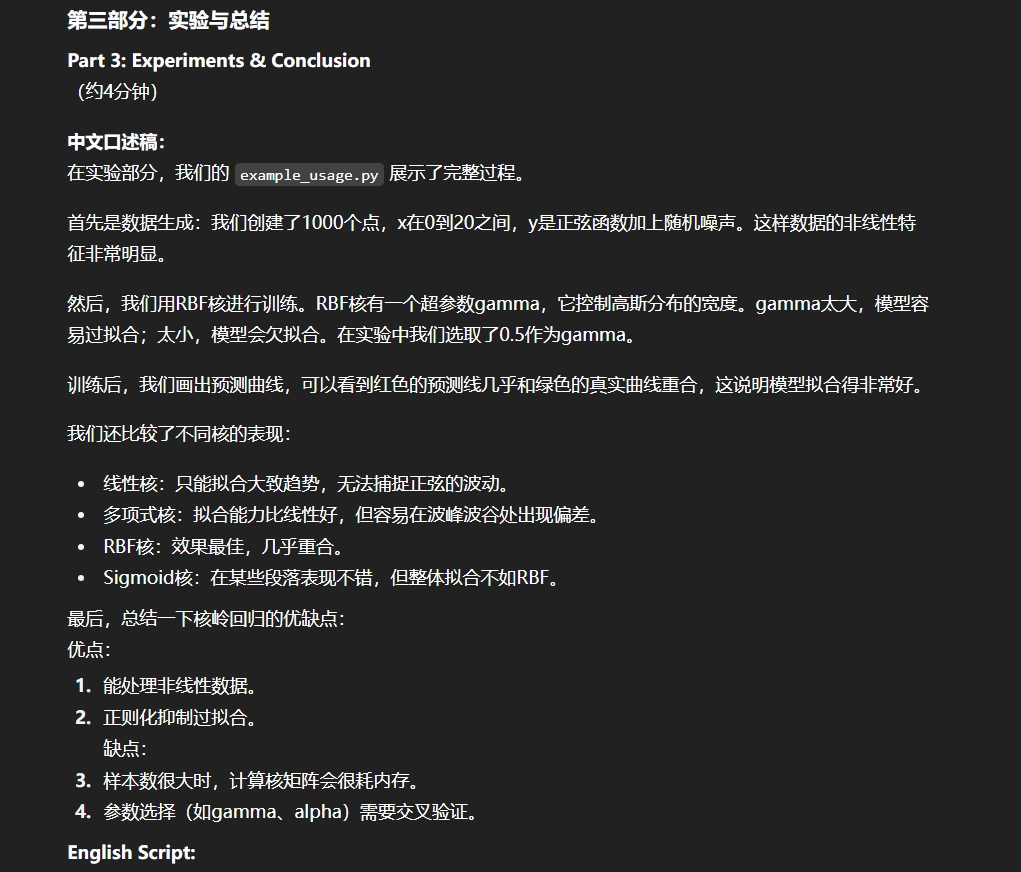 第三部分：实验与总结
Part 3: Experiments & Conclusion
（约4分钟）
中文口述稿：
在实验部分，我们的 example_usage.py 展示了完整过程。
首先是数据生成：我们创建了1000个点，x在0到20之间，y是正弦函数加上随机噪声。这样数据的非线性特
征非常明显。
然后，我们用RBF核进行训练。RBF核有一个超参数gamma，它控制高斯分布的宽度。gamma太大，模型容
易过拟合；太小，模型会欠拟合。在实验中我们选取了0.5作为gamma。
训练后，我们画出预测曲线，可以看到红色的预测线几乎和绿色的真实曲线重合，这说明模型拟合得非常好。
我们还比较了不同核的表现：
• 线性核：只能拟合大致趋势，无法捕捉正弦的波动。
• 多项式核：拟合能力比线性好，但容易在波峰波谷处出现偏差。
• RBF核：效果最佳，几乎重合。
• Sigmoid核：在某些段落表现不错，但整体拟合不如RBF。
最后，总结一下核岭回归的优缺点：
优点：
1. 能处理非线性数据。
2. 正则化抑制过拟合。
缺点：
3. 样本数很大时，计算核矩阵会很耗内存。
4. 参数选择（如gamma、alpha）需要交叉验证。
English Script: